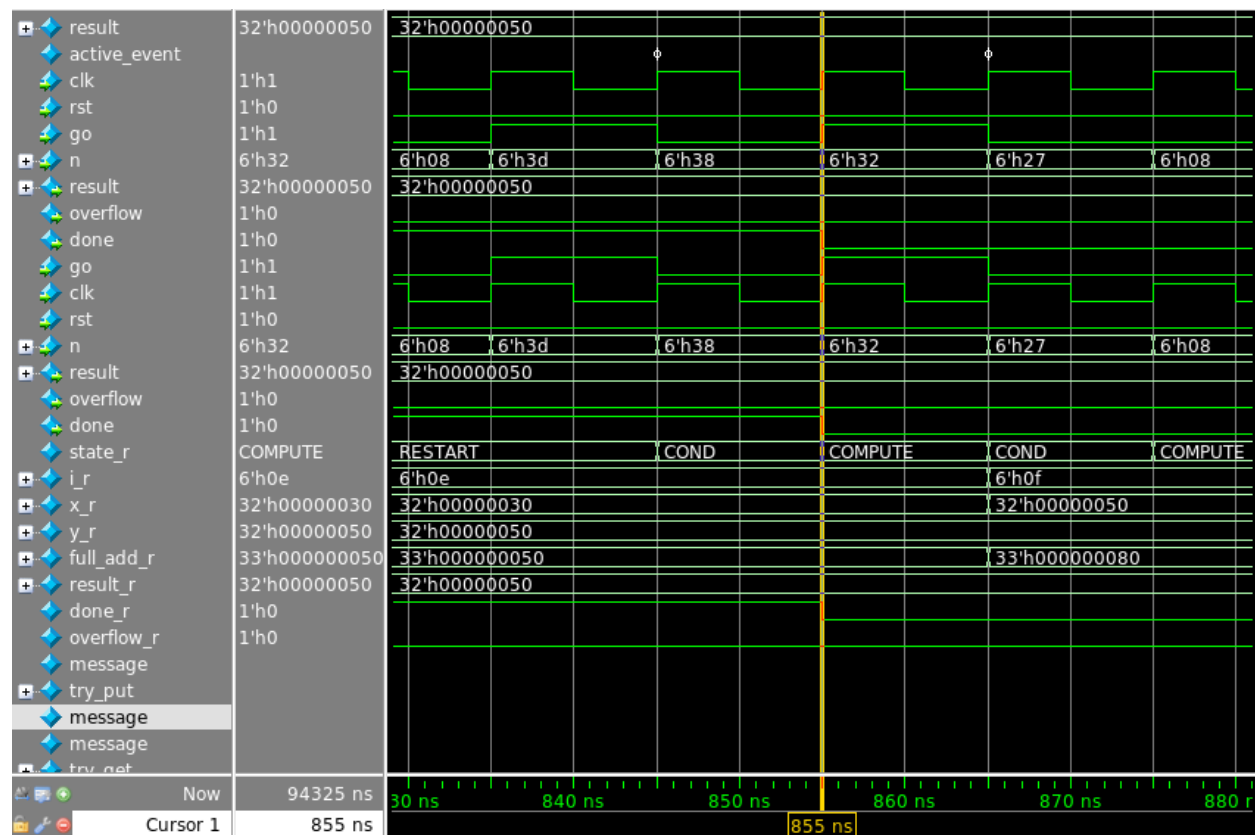 result 32'h00000050 32'h00000050
active_event
clk 1'h1
rst 1'h0
go 1'h1
n 6'h32 6'h08 6'h3d 6'h38 6'h32 6'h27 6'h08
result 32'h00000050 32'h00000050
overflow 1'h0
done 1'h0
go 1'h1
clk 1'h1
rst 1'h0
n 6'h32 6'h08 6'h3d 6'h38 6'h32 6'h27 6'h08
result 32'h00000050 32'h00000050
overflow 1'h0
done 1'h0
state_r COMPUTE RESTART COND COMPUTE COND COMPUTE
i_r 6'h0e 6'h0e 6'h0f
x_r 32'h00000030 32'h00000030 32'h00000050
y_r 32'h00000050 32'h00000050
full_add_r 33'h000000050 33'h000000050 33'h000000080
result_r 32'h00000050 32'h00000050
done_r 1'h0
overflow_r 1'h0
message
try_put
message
message
try_get
Now 94325 ns 30 ns 840 ns 850 ns 860 ns 870 ns 880 r
Cursor 1 855 ns 855 ns